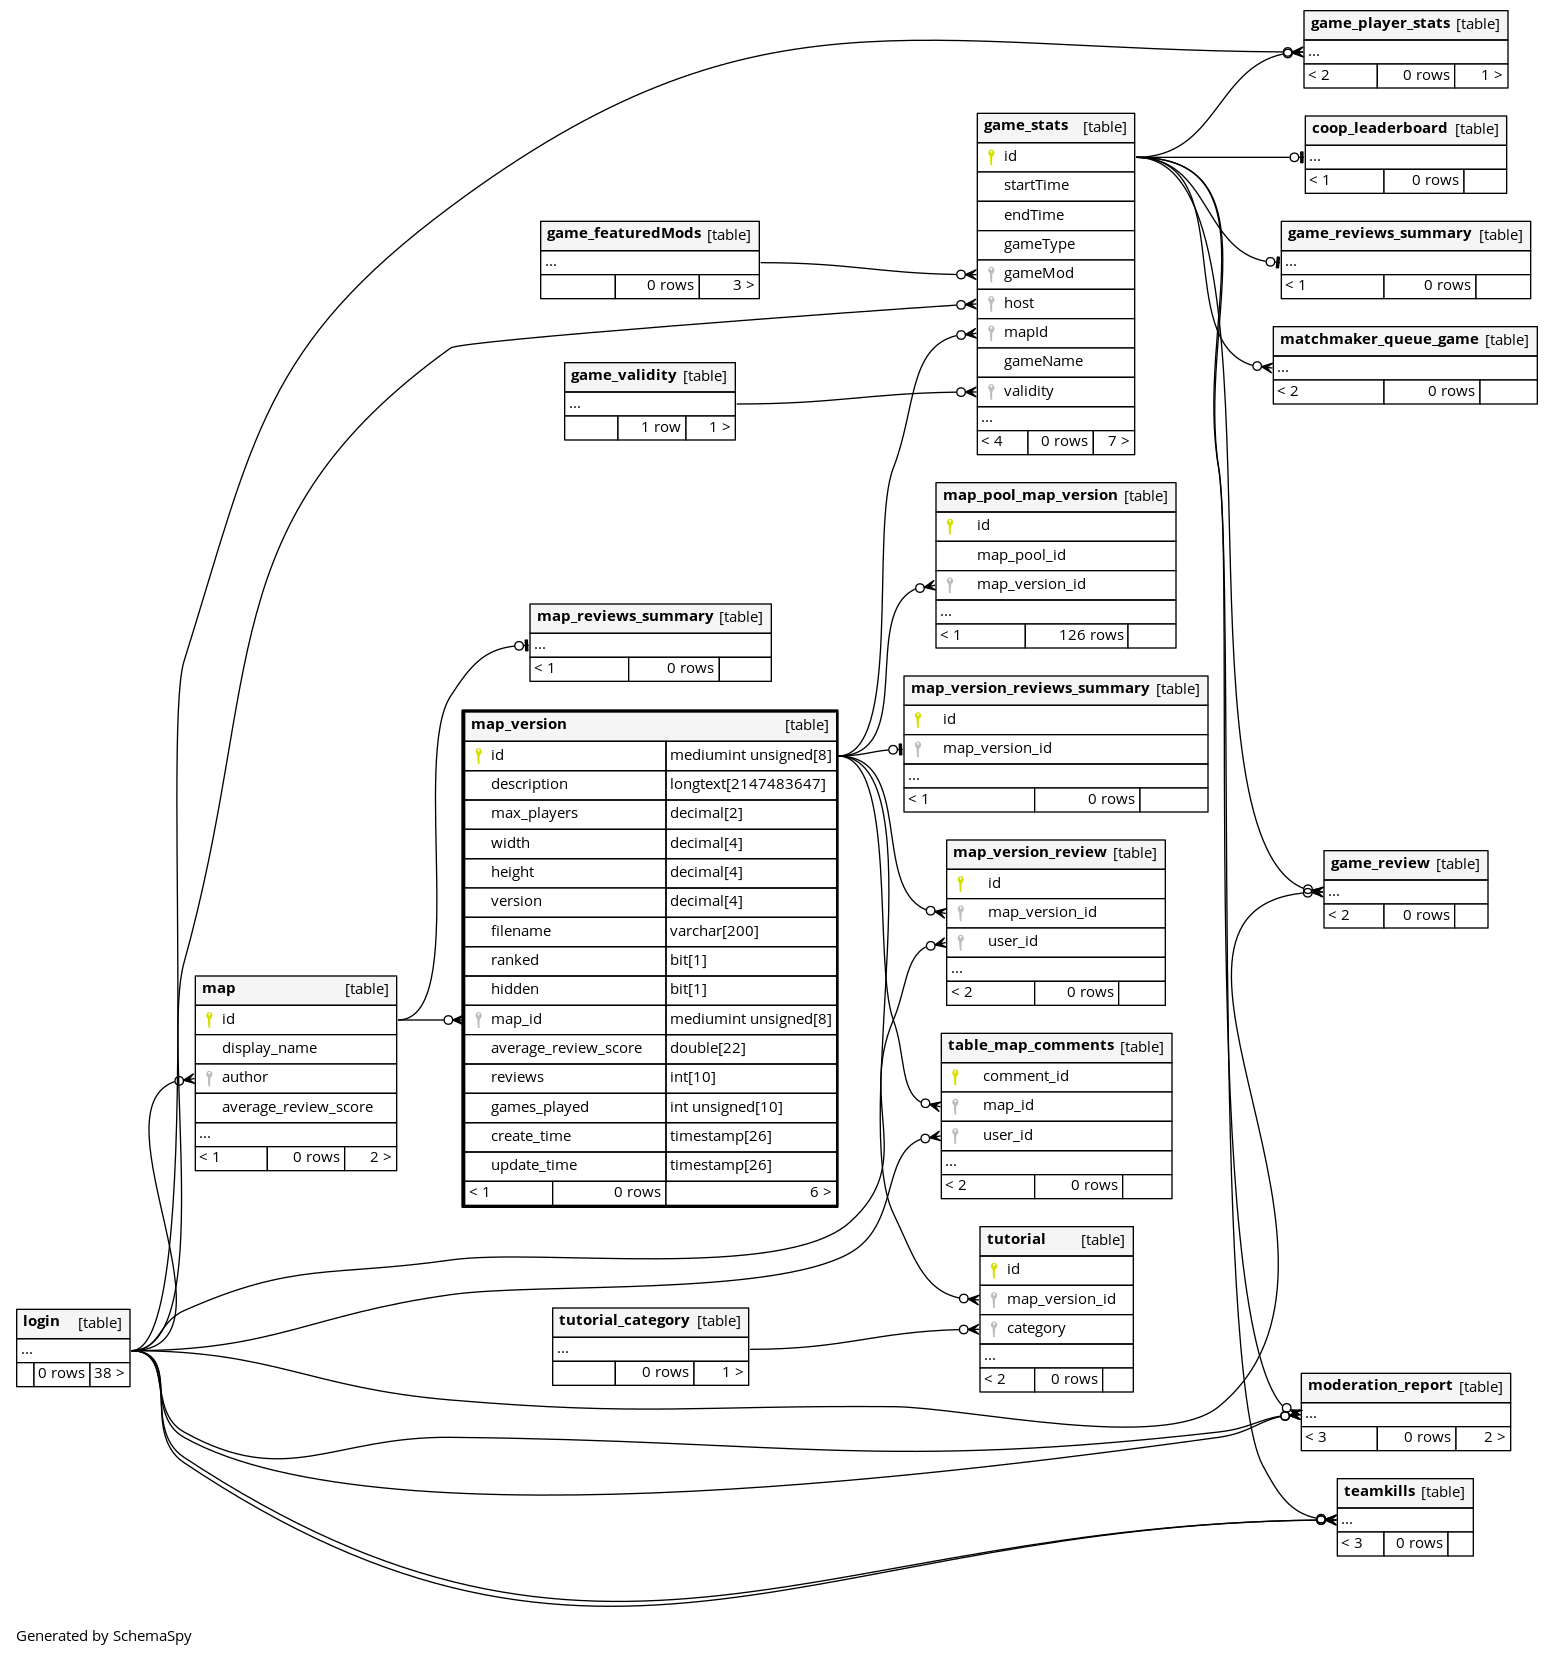 game_player_stats [table]
...
< 2 0 rows 1 >
coop_leaderboard [table]
...
< 1 0 rows
game_reviews_summary [table]
...
< 1 0 rows
matchmaker_queue_game [table]
...
< 2 0 rows
game_stats [table]
id
startTime
endTime
gameType
gameMod
host
mapId
gameName
validity
...
< 4 0 rows 7 >
game_featuredMods [table]
...
0 rows 3 >
game_validity [table]
...
1 row 1 >
map_pool_map_version [table]
id
map_pool_id
map_version_id
...
< 1 126 rows
map_reviews_summary [table]
...
< 1 0 rows
map_version_reviews_summary [table]
id
map_version_id
...
< 1 0 rows
map_version [table]
id mediumint unsigned[8]
description longtext[2147483647]
max_players decimal[2]
width decimal[4]
height decimal[4]
version decimal[4]
filename varchar[200]
ranked bit[1]
hidden bit[1]
map_id mediumint unsigned[8]
average_review_score double[22]
reviews int[10]
games_played int unsigned[10]
create_time timestamp[26]
update_time timestamp[26]
< 1 0 rows 6 >
map_version_review [table]
id
map_version_id
user_id
...
< 2 0 rows
game_review [table]
...
< 2 0 rows
map [table]
id
display_name
author
average_review_score
...
< 1 0 rows 2 >
table_map_comments [table]
comment_id
map_id
user_id
...
< 2 0 rows
tutorial [table]
id
map_version_id
category
...
< 2 0 rows
login [table]
...
0 rows 38 >
tutorial_category [table]
...
0 rows 1 >
moderation_report [table]
...
< 3 0 rows 2 >
teamkills [table]
...
< 3 0 rows
Generated by SchemaSpy